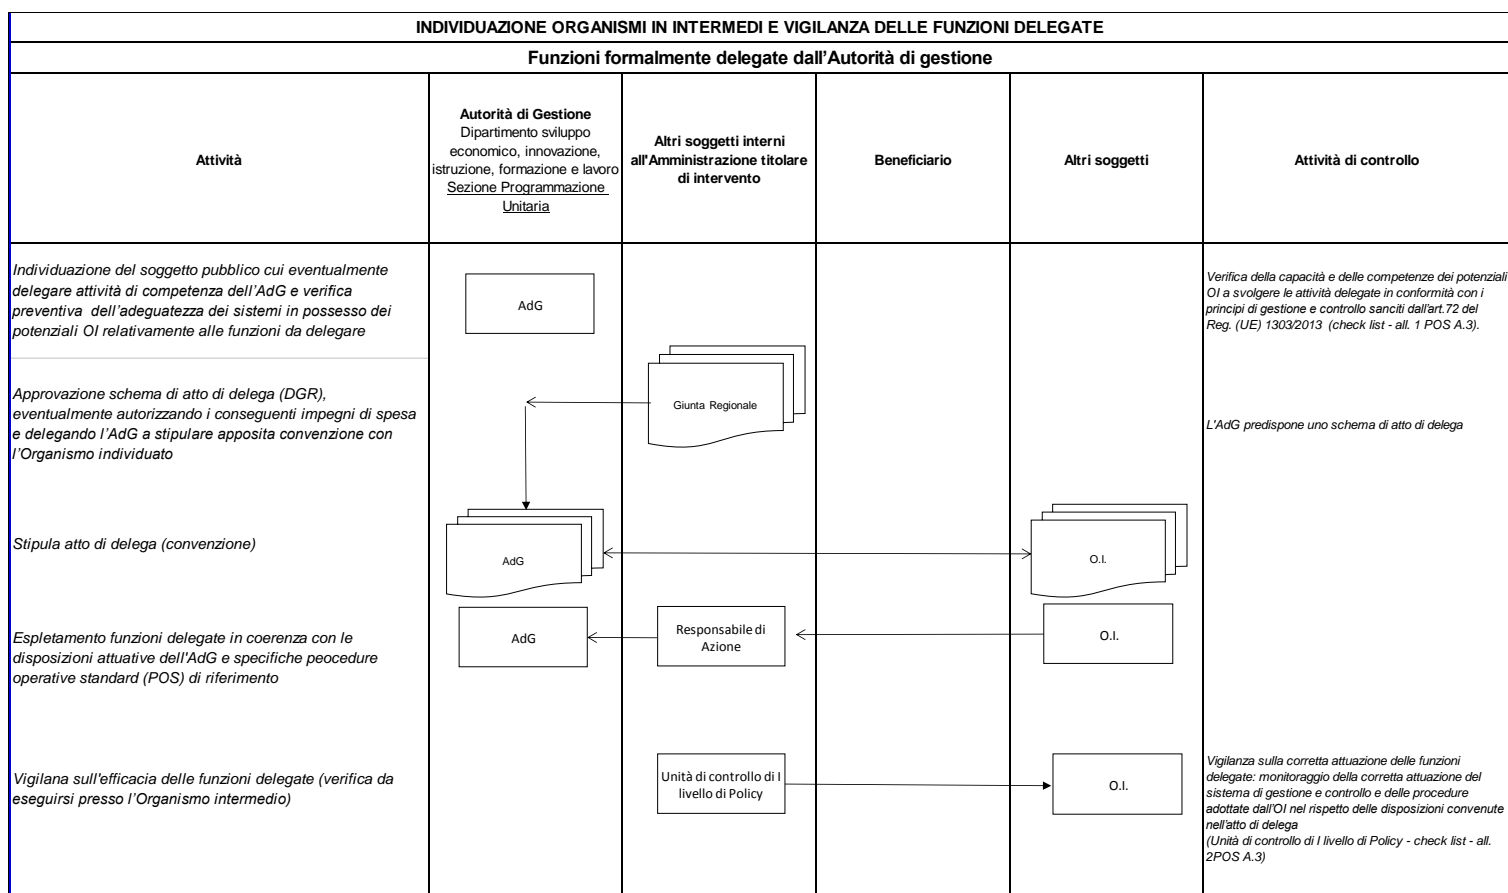 INDIVIDUAZIONE ORGANISMI IN INTERMEDI E VIGILANZA DELLE FUNZIONI DELEGATE
Funzioni formalmente delegate dall'Autorità di gestione
Attività
Autorità di Gestione
Dipartimento sviluppo
economico, innovazione,
istruzione, formazione e lavoro
Sezione Programmazione
Unitaria
Altri soggetti interni
all'Amministrazione titolare
di intervento
Beneficiario
Altri soggetti
Attività di controllo
Individuazione del soggetto pubblico cui eventualmente
delegare attività di competenza dell'AdG e verifica
preventiva dell'adeguatezza dei sistemi in possesso dei
potenziali OI relativamente alle funzioni da delegare
AdG
Verifica della capacità e delle competenze dei potenziali
OI a svolgere le attività delegate in conformità con i
principi di gestione e controllo sanciti dall'art.72 del
Reg. (UE) 1303/2013 (check list - all. 1 POS A.3).
Approvazione schema di atto di delega (DGR),
eventualmente autorizzando i conseguenti impegni di spesa
e delegando l'AdG a stipulare apposita convenzione con
l'Organismo individuato
Giunta Regionale
L'AdG predispone uno schema di atto di delega
Stipula atto di delega (convenzione)
AdG
O.I.
Espletamento funzioni delegate in coerenza con le
disposizioni attuative dell'AdG e specifiche peocedure
operative standard (POS) di riferimento
AdG
Responsabile di
Azione
O.I.
Vigilana sull'efficacia delle funzioni delegate (verifica da
eseguirsi presso l'Organismo intermedio)
Unità di controllo di I
livello di Policy
O.I.
Vigilanza sulla corretta attuazione delle funzioni
delegate: monitoraggio della corretta attuazione del
sistema di gestione e controllo e delle procedure
adottate dall'OI nel rispetto delle disposizioni convenute
nell'atto di delega
(Unità di controllo di I livello di Policy - check list - all.
2POS A.3)